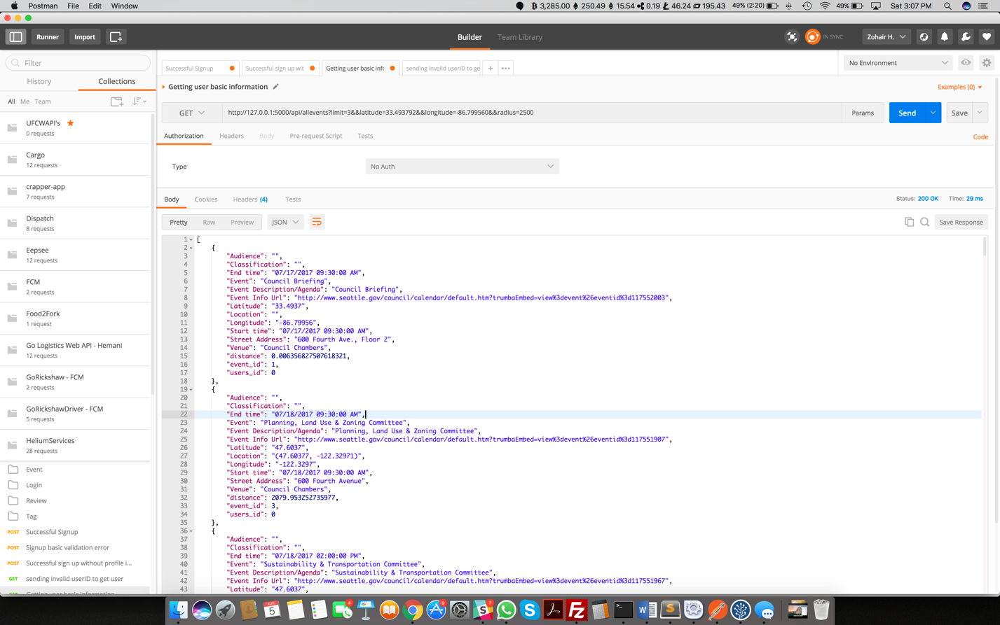 Postman File Edit Window
3,285.00 250.49 15.54 0.19 46.24 195.43 49% (2:20) 49% Sat 3:07 PM
Runner Import Builder Team Library IN SYNC Zohair H.
Filter
History Collections
All Me Team
UFCWAPI's
0 requests
Cargo
12 requests
crapper-app
7 requests
Dispatch
8 requests
Eepsee
12 requests
FCM
2 requests
Food2Fork
1 request
Go Logistics Web API - Hemani
12 requests
GoRickshaw - FCM
2 requests
GoRickshawDriver - FCM
5 requests
HeliumServices
28 requests
Event
Login
Review
Tag
POST Successful Signup
POST Signup basic validation error
POST Successful sign up without profile i...
GET sending invalid userID to get user
Getting user basic information
Successful Signup Successful sign up wit Getting user basic info sending invalid userID to ge + ••• No Environment
Getting user basic information Examples (0)
GET http://127.0.0.1:5000/api/allevents?limit=3&&latitude=33.493792&&longitude=-86.799560&&radius=2500 Params Send Save
Authorization Headers Body Pre-request Script Tests Code
Type No Auth
Body Cookies Headers (4) Tests Status: 200 OK Time: 29 ms
Pretty Raw Preview JSON Save Response
1 [
2 {
3 "Audience": "",
4 "Classification": "",
5 "End time": "07/17/2017 09:30:00 AM",
6 "Event": "Council Briefing",
7 "Event Description/Agenda": "Council Briefing",
8 "Event Info Url": "http://www.seattle.gov/council/calendar/default.htm?trumbaEmbed=view%3devent%26eventid%3d117552003",
9 "Latitude": "33.4937",
10 "Location": "",
11 "Longitude": "-86.79956",
12 "Start time": "07/17/2017 09:30:00 AM",
13 "Street Address": "600 Fourth Ave., Floor 2",
14 "Venue": "Council Chambers",
15 "distance": 0.006356827507618321,
16 "event_id": 1,
17 "users_id": 0
18 },
19 {
20 "Audience": "",
21 "Classification": "",
22 "End time": "07/18/2017 09:30:00 AM",
23 "Event": "Planning, Land Use & Zoning Committee",
24 "Event Description/Agenda": "Planning, Land Use & Zoning Committee",
25 "Event Info Url": "http://www.seattle.gov/council/calendar/default.htm?trumbaEmbed=view%3devent%26eventid%3d117551907",
26 "Latitude": "47.6037",
27 "Location": "(47.60377, -122.32971)",
28 "Longitude": "-122.3297",
29 "Start time": "07/18/2017 09:30:00 AM",
30 "Street Address": "600 Fourth Avenue",
31 "Venue": "Council Chambers",
32 "distance": 2079.953252735977,
33 "event_id": 3,
34 "users_id": 0
35 },
36 {
37 "Audience": "",
38 "Classification": "",
39 "End time": "07/18/2017 02:00:00 PM",
40 "Event": "Sustainability & Transportation Committee",
41 "Event Description/Agenda": "Sustainability & Transportation Committee",
42 "Event Info Url": "http://www.seattle.gov/council/calendar/default.htm?trumbaEmbed=view%3devent%26eventid%3d117551967",
43 "Latitude": "47.6037",
AUG 5 4 9 7